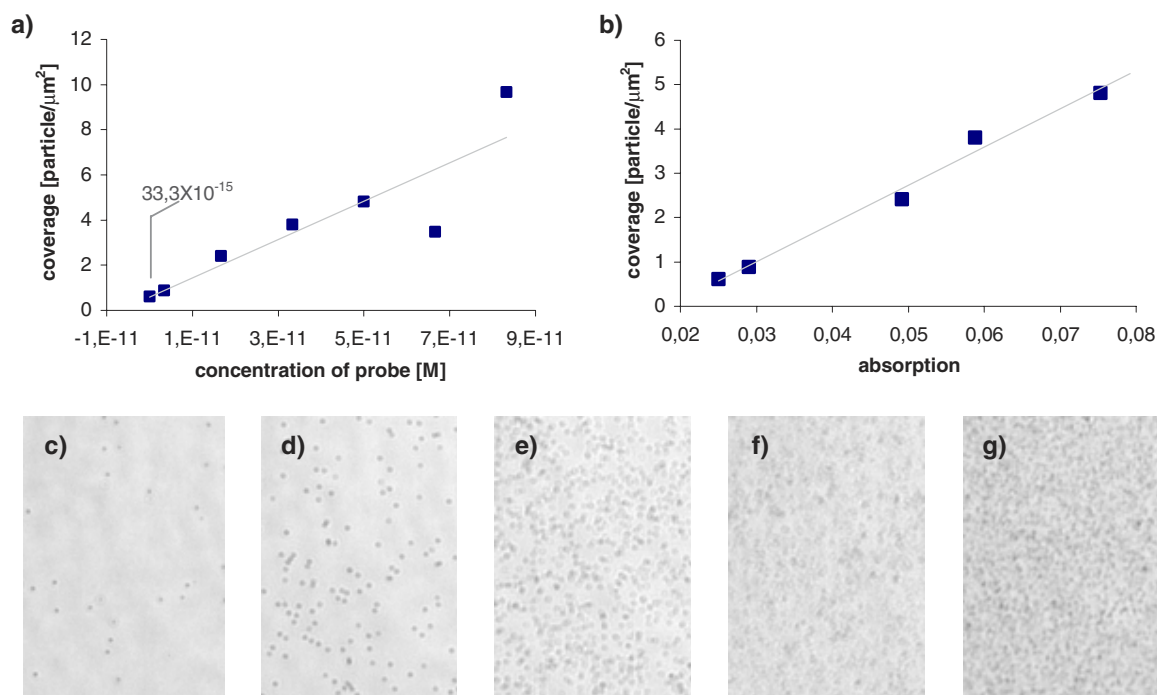 a)
coverage [particle/μm²]
12
10
8
6
4
2
0
33,3X10⁻¹⁵
-1,E-11 1,E-11 3,E-11 5,E-11 7,E-11 9,E-11
concentration of probe [M]
b)
coverage [particle/μm²]
6
5
4
3
2
1
0
0,02 0,03 0,04 0,05 0,06 0,07 0,08
absorption
c) d) e) f) g)